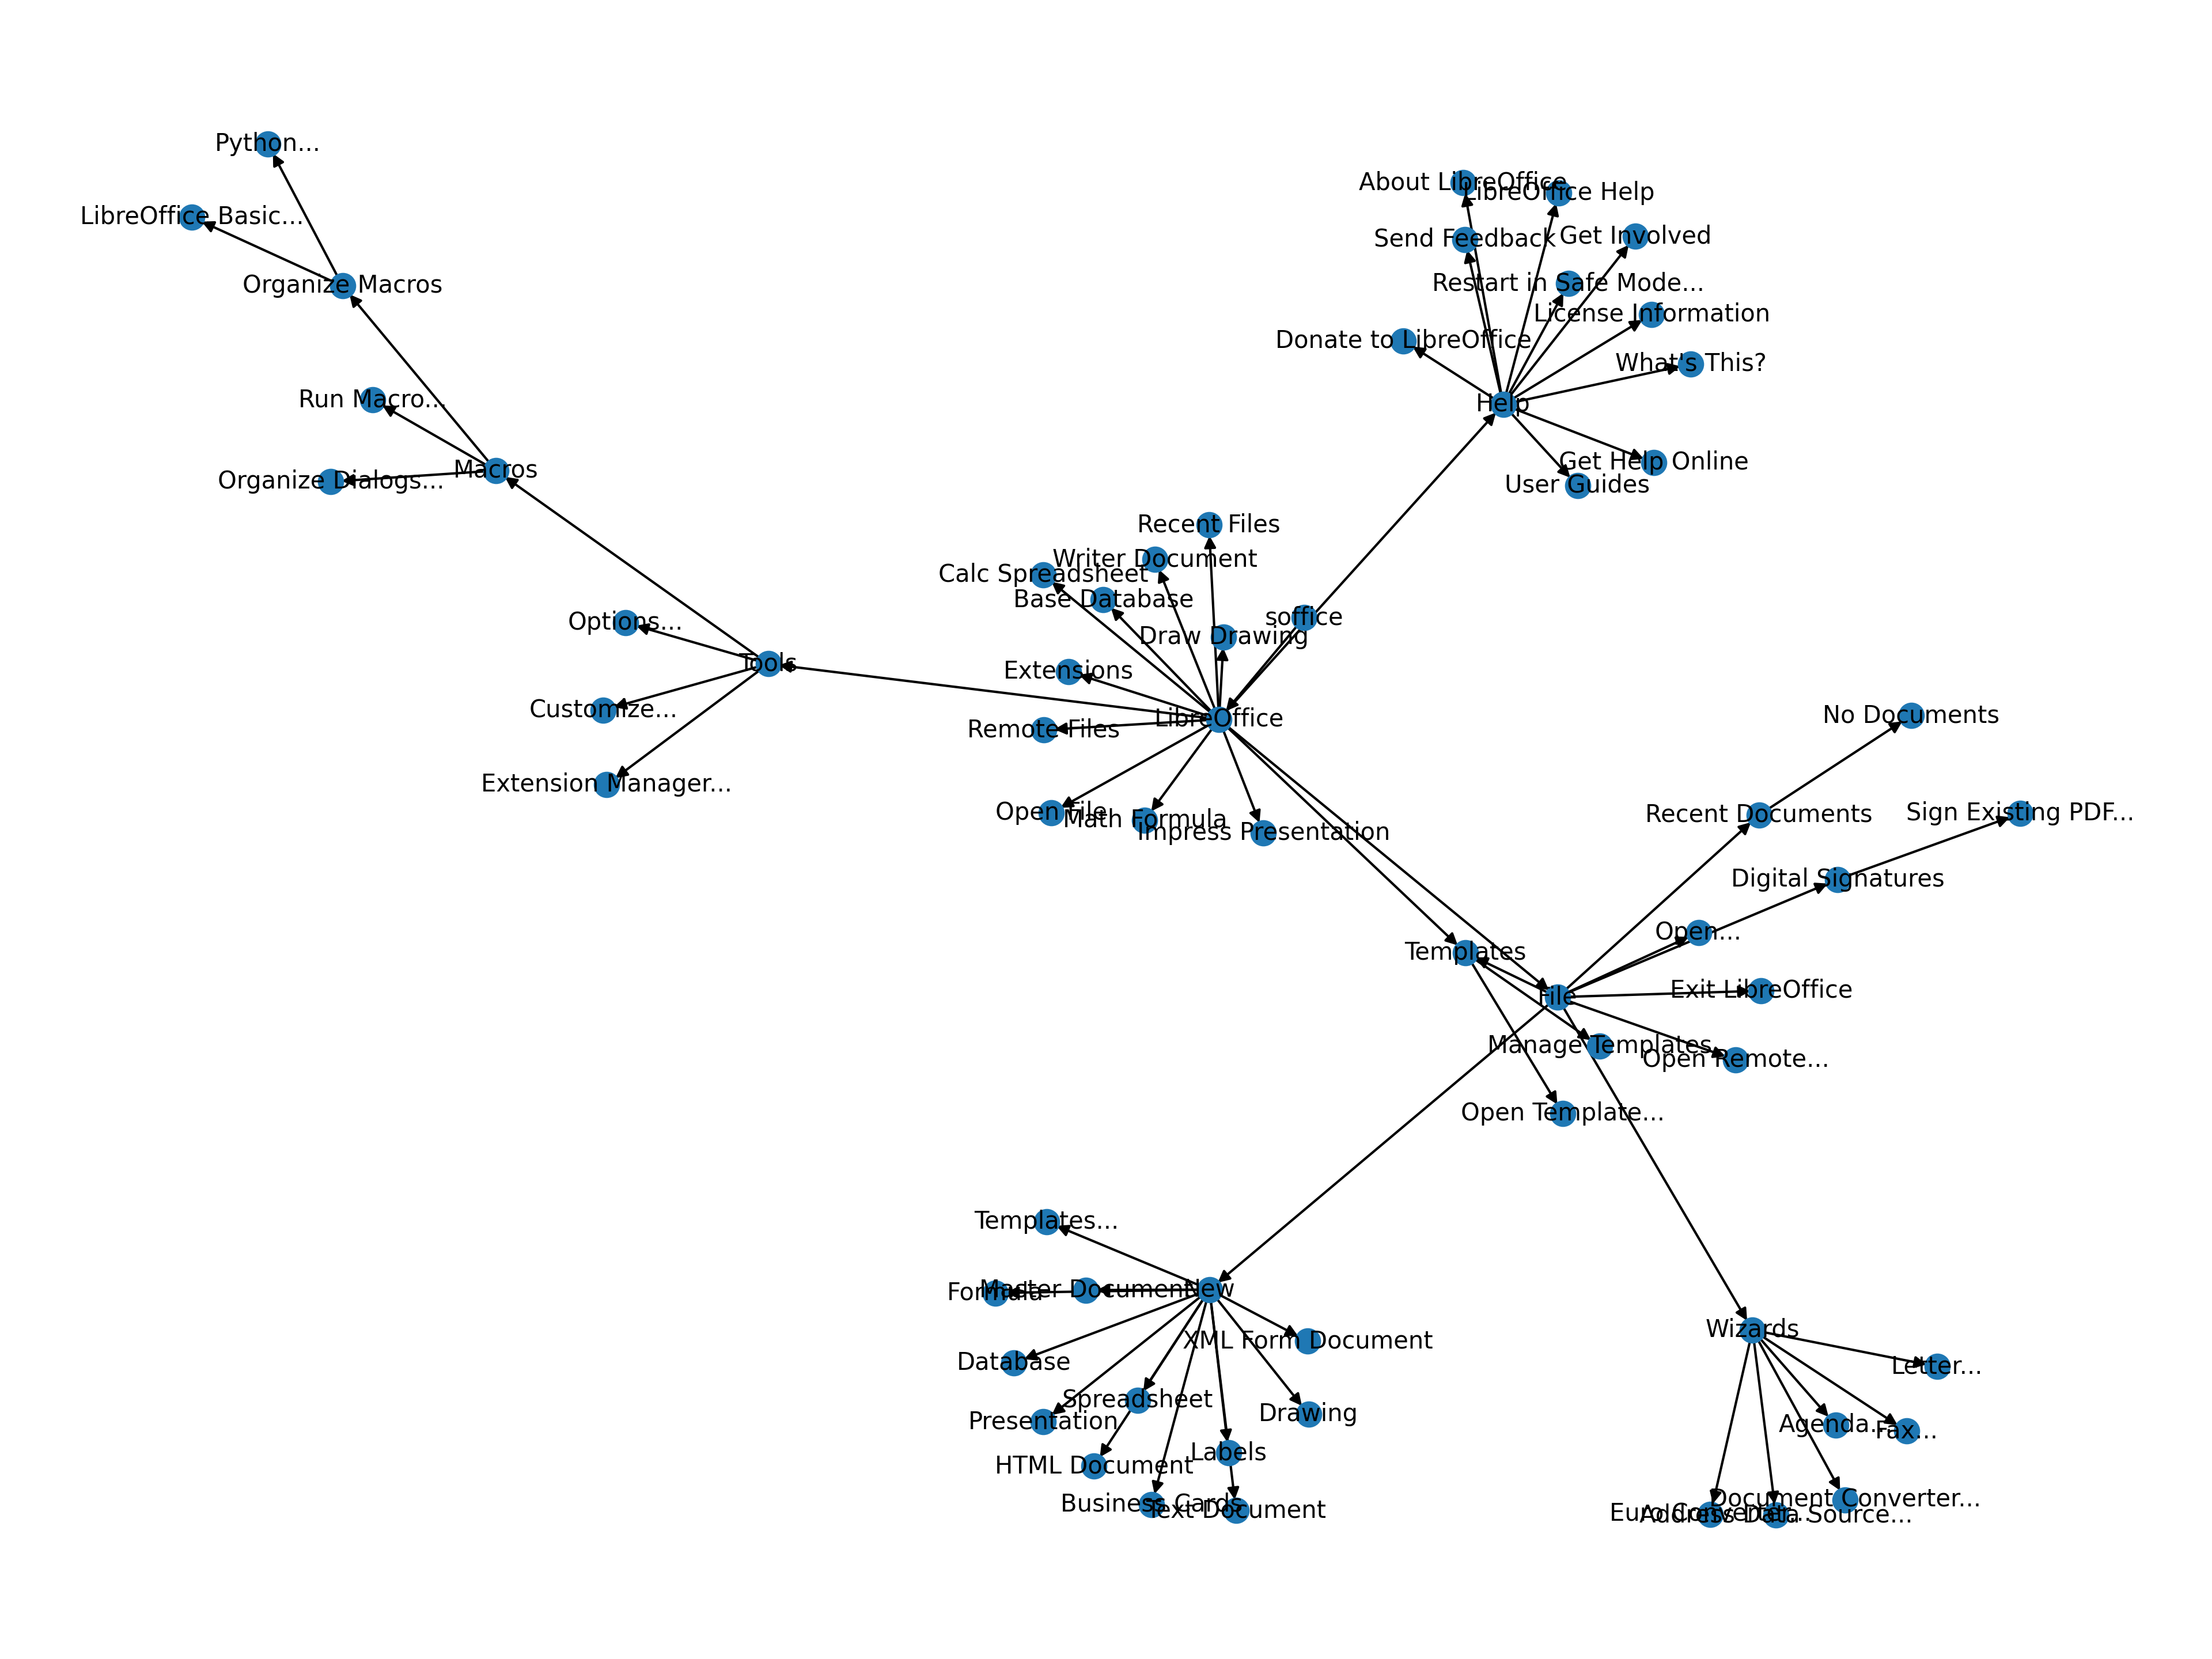 Python...
LibreOffice Basic...
Organize Macros
Run Macro...
Macros
Organize Dialogs...
About LibreOffice
LibreOffice Help
Send Feedback
Get Involved
Restart in Safe Mode...
License Information
Donate to LibreOffice
What's This?
Help
Get Help Online
User Guides
Recent Files
Writer Document
Calc Spreadsheet
Base Database
soffice
Draw Drawing
Options...
Tools
Extensions
Customize...
LibreOffice
Remote Files
Extension Manager...
Open File
Math Formula
Impress Presentation
No Documents
Recent Documents
Sign Existing PDF...
Digital Signatures
Open...
Templates
Exit LibreOffice
File
Manage Templates
Open Remote...
Open Template...
Templates...
Formula
Master Document
New
XML Form Document
Database
Spreadsheet
Presentation
Drawing
Labels
HTML Document
Business Cards
Text Document
Wizards
Letter...
Agenda...
Fax...
Document Converter...
Euro Converter...
Address Data Source...